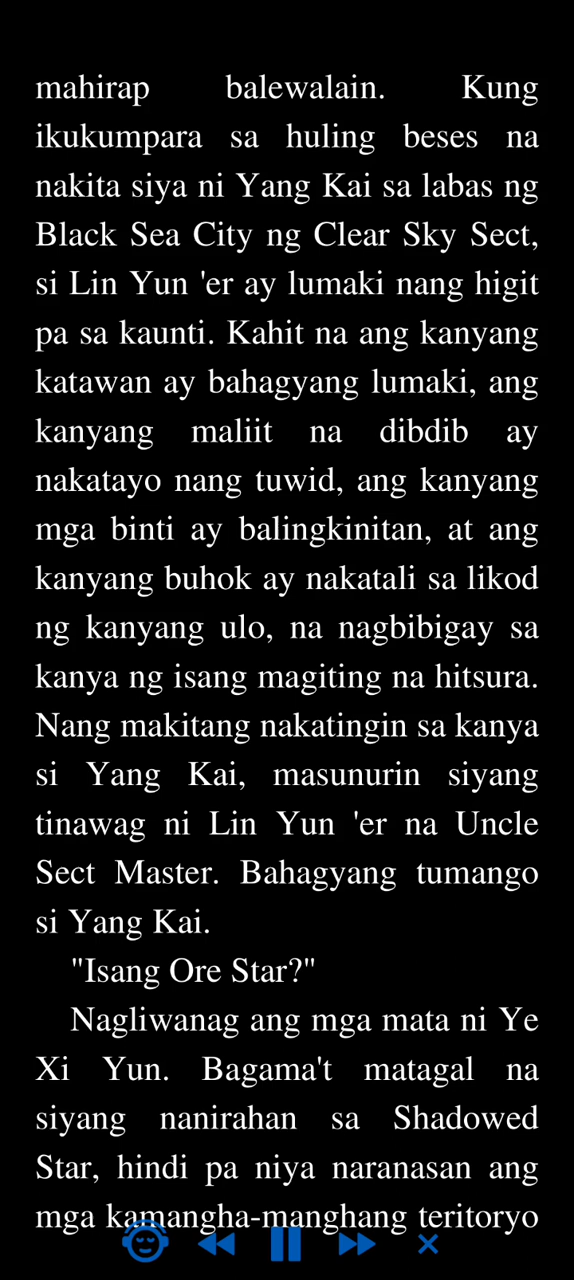 mahirap balewalain. Kung
ikukumpara sa huling beses na
nakita siya ni Yang Kai sa labas ng
Black Sea City ng Clear Sky Sect,
si Lin Yun 'er ay lumaki nang higit
pa sa kaunti. Kahit na ang kanyang
katawan ay bahagyang lumaki, ang
kanyang maliit na dibdib ay
nakatayo nang tuwid, ang kanyang
mga binti ay balingkinitan, at ang
kanyang buhok ay nakatali sa likod
ng kanyang ulo, na nagbibigay sa
kanya ng isang magiting na hitsura.
Nang makitang nakatingin sa kanya
si Yang Kai, masunurin siyang
tinawag ni Lin Yun 'er na Uncle
Sect Master. Bahagyang tumango
si Yang Kai.
"Isang Ore Star?"
Nagliwanag ang mga mata ni Ye
Xi Yun. Bagama't matagal na
siyang nanirahan sa Shadowed
Star, hindi pa niya naranasan ang
mga kamangha-manghang teritoryo